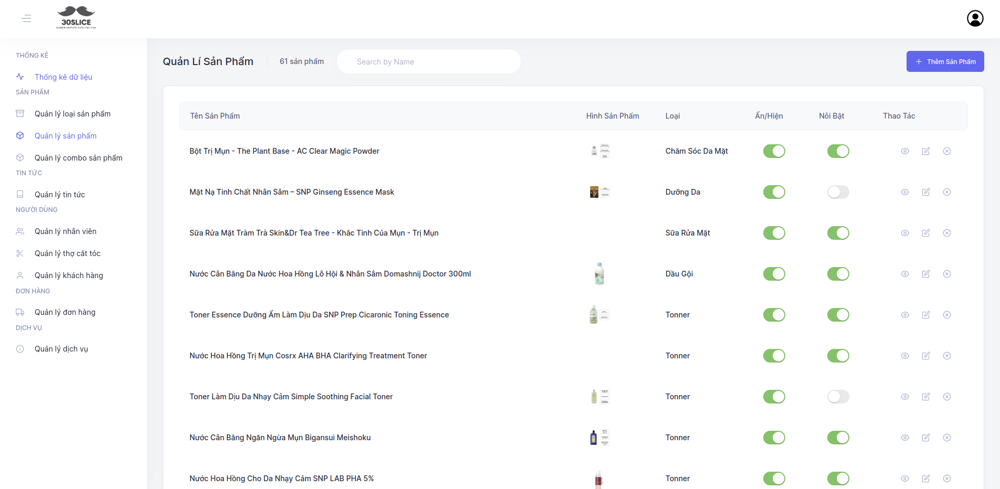 30SLICE
BARBER SHOP HÀNG ĐẦU VIỆT NAM
THỐNG KÊ
Thống kê dữ liệu
SẢN PHẨM
Quản lý loại sản phẩm
Quản lý sản phẩm
Quản lý combo sản phẩm
TIN TỨC
Quản lý tin tức
NGƯỜI DÙNG
Quản lý nhân viên
Quản lý thợ cắt tóc
Quản lý khách hàng
ĐƠN HÀNG
Quản lý đơn hàng
DỊCH VỤ
Quản lý dịch vụ
Quản Lí Sản Phẩm 61 sản phẩm Search by Name Thêm Sản Phẩm
Tên Sản Phẩm Hình Sản Phẩm Loại Ẩn/Hiện Nổi Bật Thao Tác
Bột Trị Mụn - The Plant Base - AC Clear Magic Powder Chăm Sóc Da Mặt
Mặt Nạ Tinh Chất Nhân Sâm – SNP Ginseng Essence Mask Dưỡng Da
Sữa Rửa Mặt Tràm Trà Skin&Dr Tea Tree - Khắc Tinh Của Mụn - Trị Mụn Sữa Rửa Mặt
Nước Cân Bằng Da Nước Hoa Hồng Lô Hội & Nhân Sâm Domashnij Doctor 300ml Dầu Gội
Toner Essence Dưỡng Ẩm Làm Dịu Da SNP Prep Cicaronic Toning Essence Tonner
Nước Hoa Hồng Trị Mụn Cosrx AHA BHA Clarifying Treatment Toner Tonner
Toner Làm Dịu Da Nhạy Cảm Simple Soothing Facial Toner Tonner
Nước Cân Bằng Ngăn Ngừa Mụn Bigansui Meishoku Tonner
Nước Hoa Hồng Cho Da Nhạy Cảm SNP LAB PHA 5% Tonner